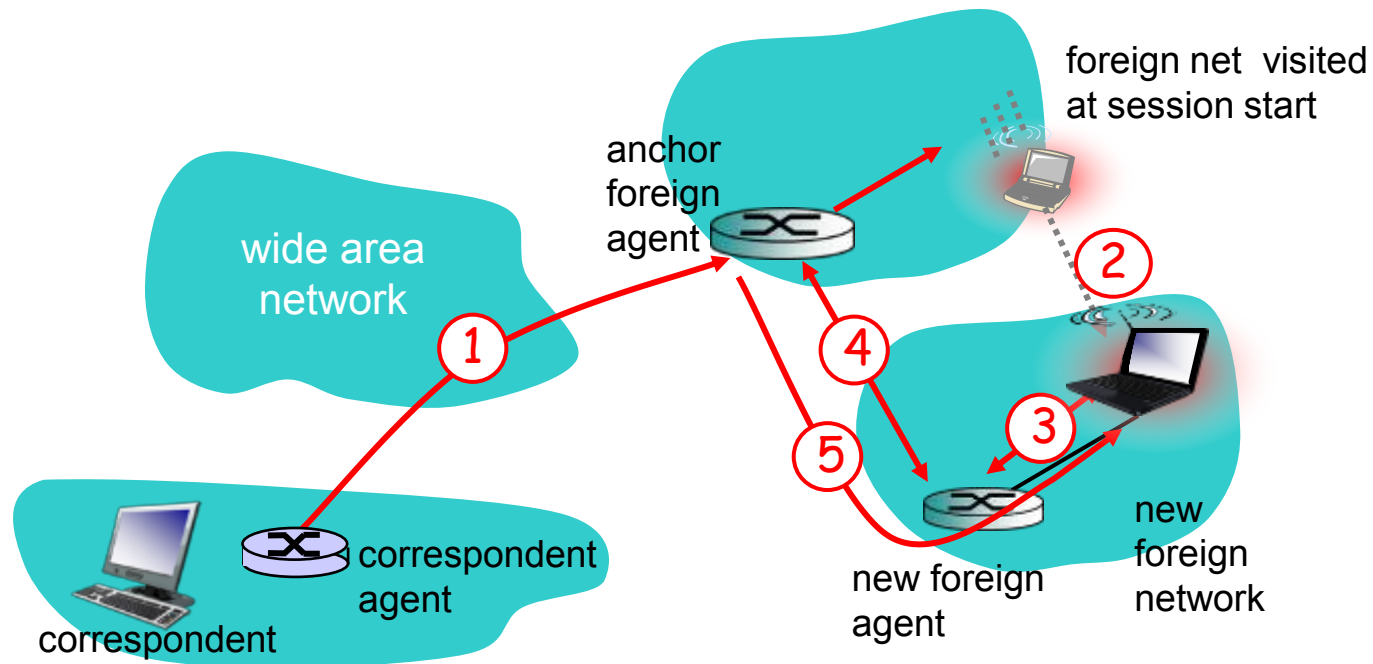 foreign net visited
at session start
anchor
foreign
agent
wide area
network
2
1
4
3
5
correspondent
agent
correspondent
new foreign
agent
new
foreign
network